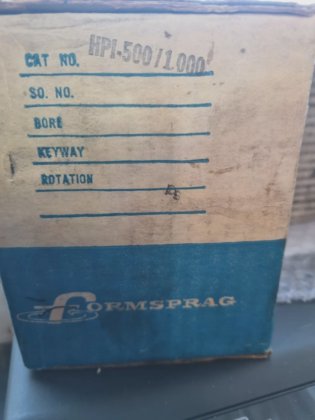 CAT NO. HPI-500/1.000
SO. NO.
BORE
KEYWAY
ROTATION
FORMSPRAG